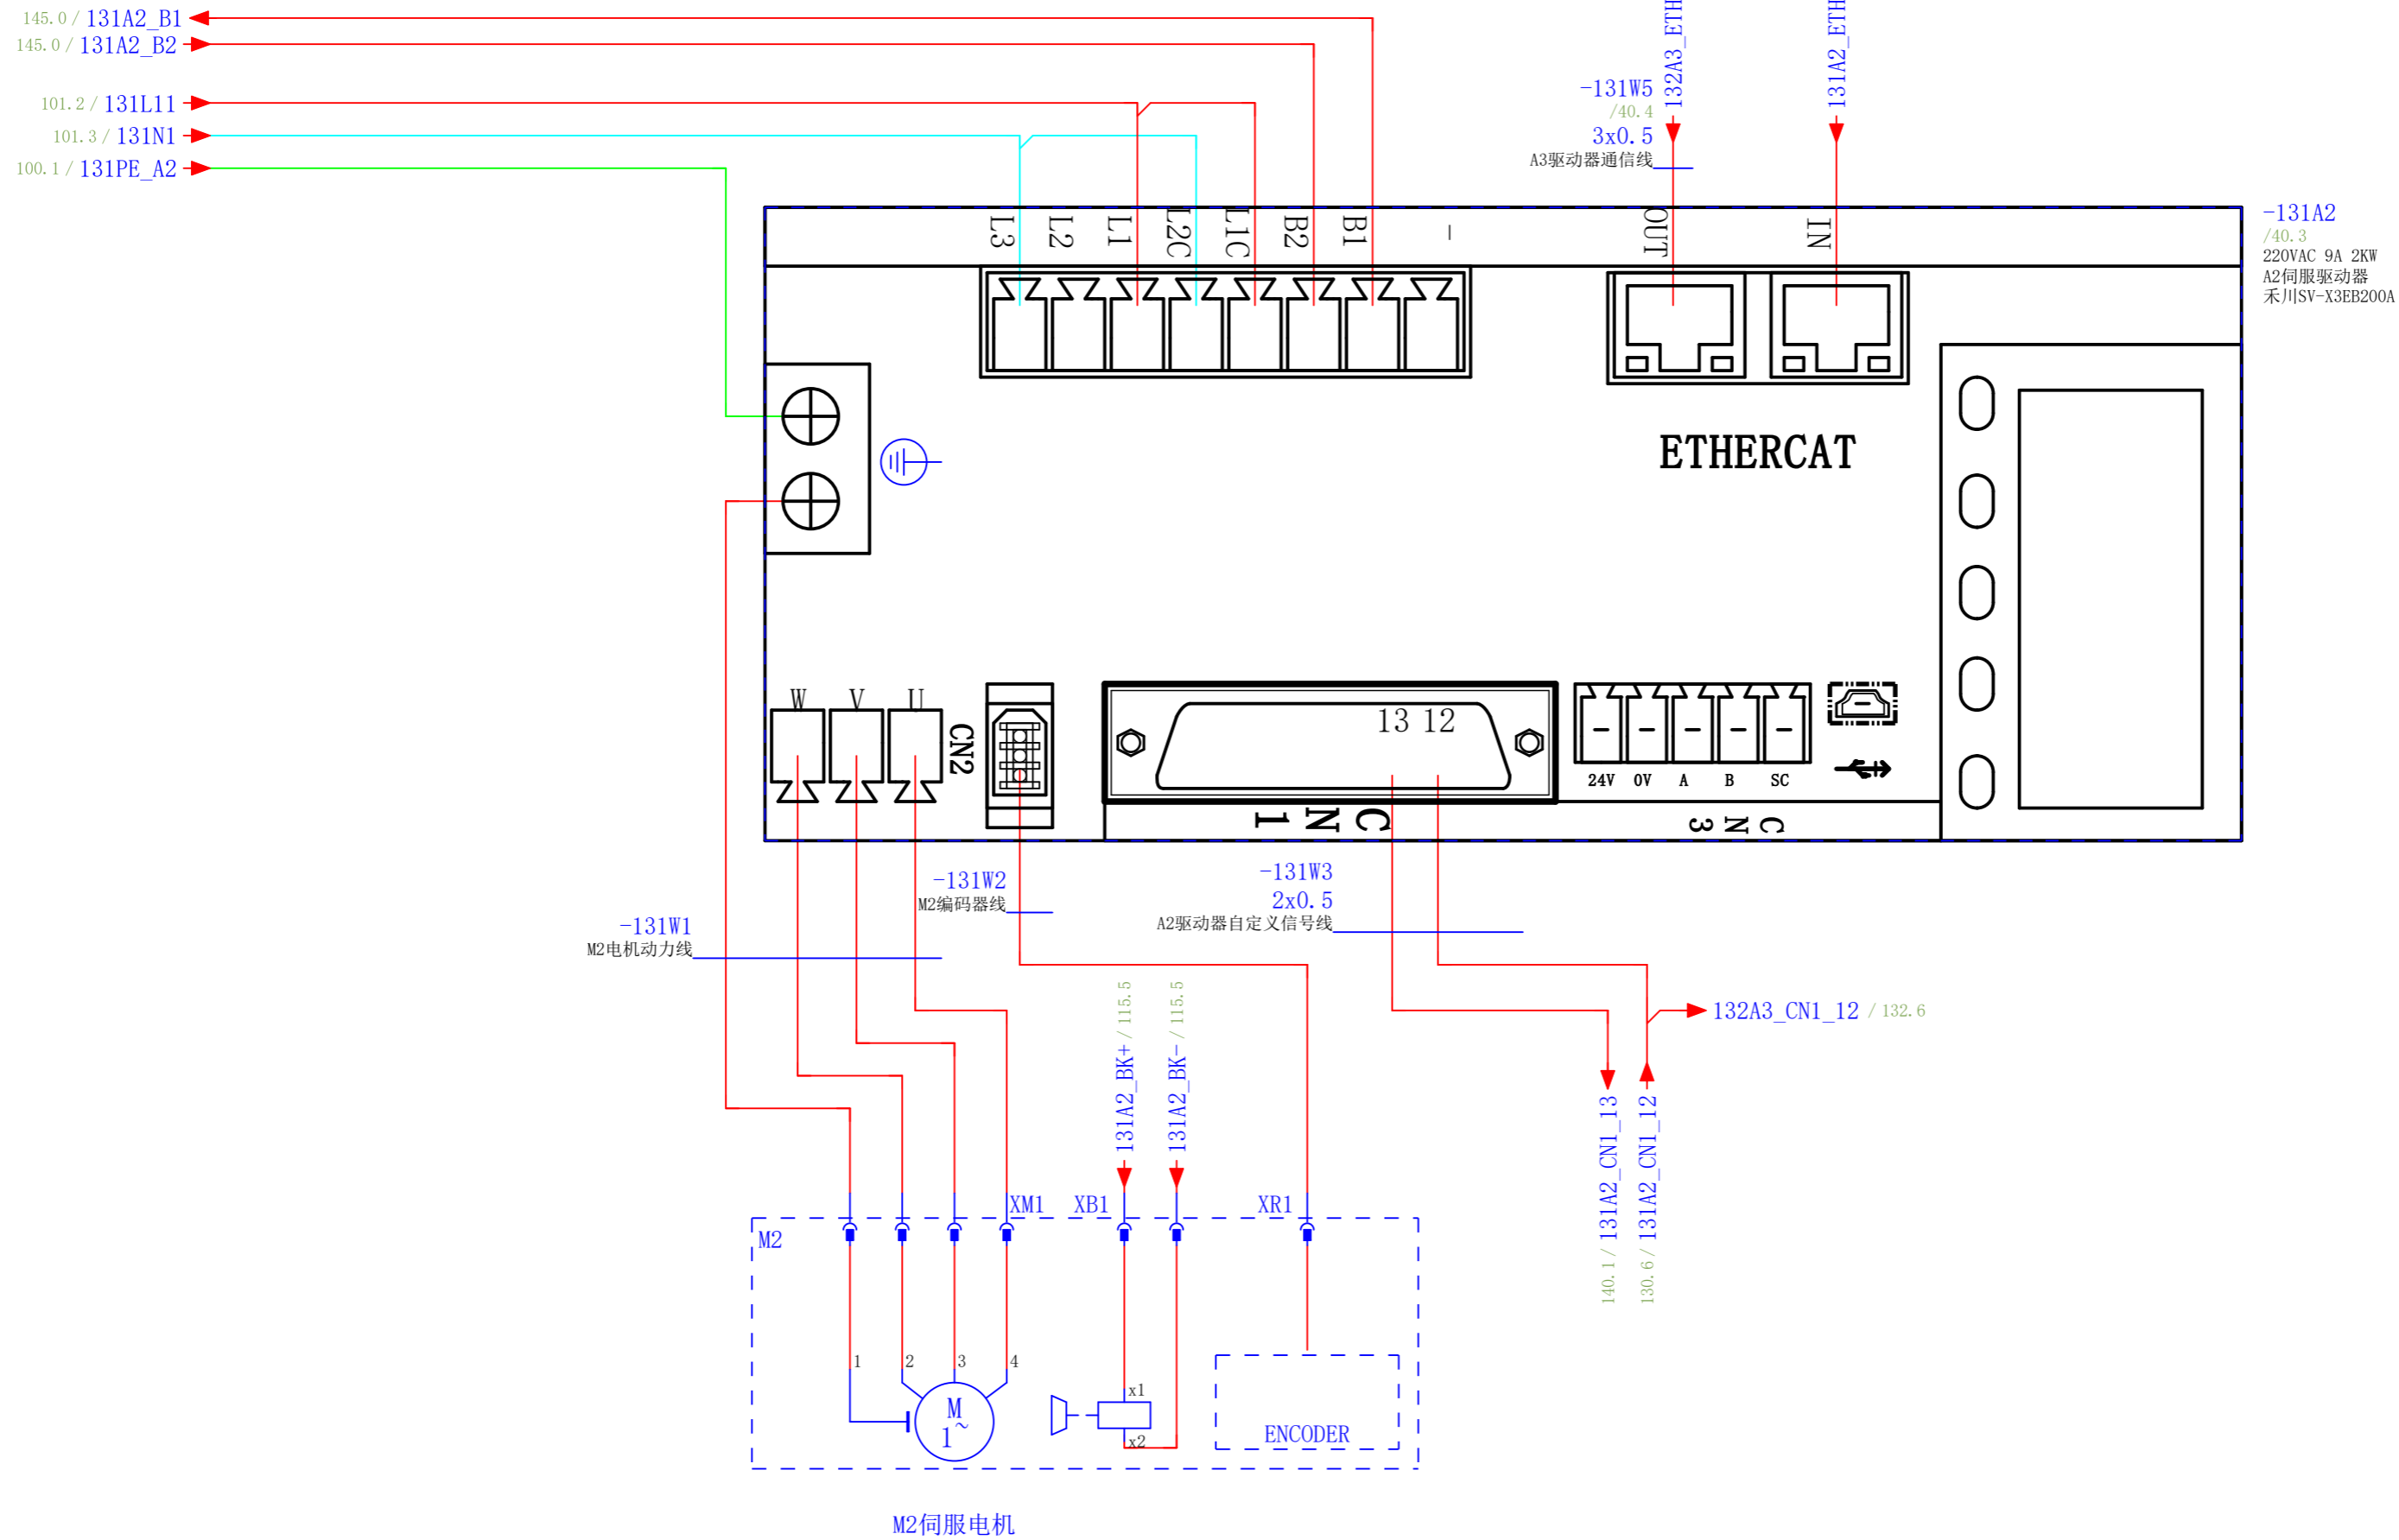 145.0 / 131A2_B1
145.0 / 131A2_B2
101.2 / 131L11
101.3 / 131N1
100.1 / 131PE_A2
132A3_ETH
131A2_ETH
-131W5
/40.4
3x0.5
A3驱动器通信线
-131A2
/40.3
220VAC 9A 2KW
A2伺服驱动器
禾川SV-X3EB200A
L3 L2 L1 L2C L1C B2 B1 -
OUT IN
ETHERCAT
W V U
CN2
13 12
CN1
- - - - -
24V 0V A B SC
CN3
-131W2
M2编码器线
-131W3
2x0.5
A2驱动器自定义信号线
-131W1
M2电机动力线
131A2_BK+ / 115.5
131A2_BK- / 115.5
132A3_CN1_12 / 132.6
140.1 / 131A2_CN1_13
130.6 / 131A2_CN1_12
XM1 XB1 XR1
M2
1 2 3 4
M
1~
x1
x2
ENCODER
M2伺服电机